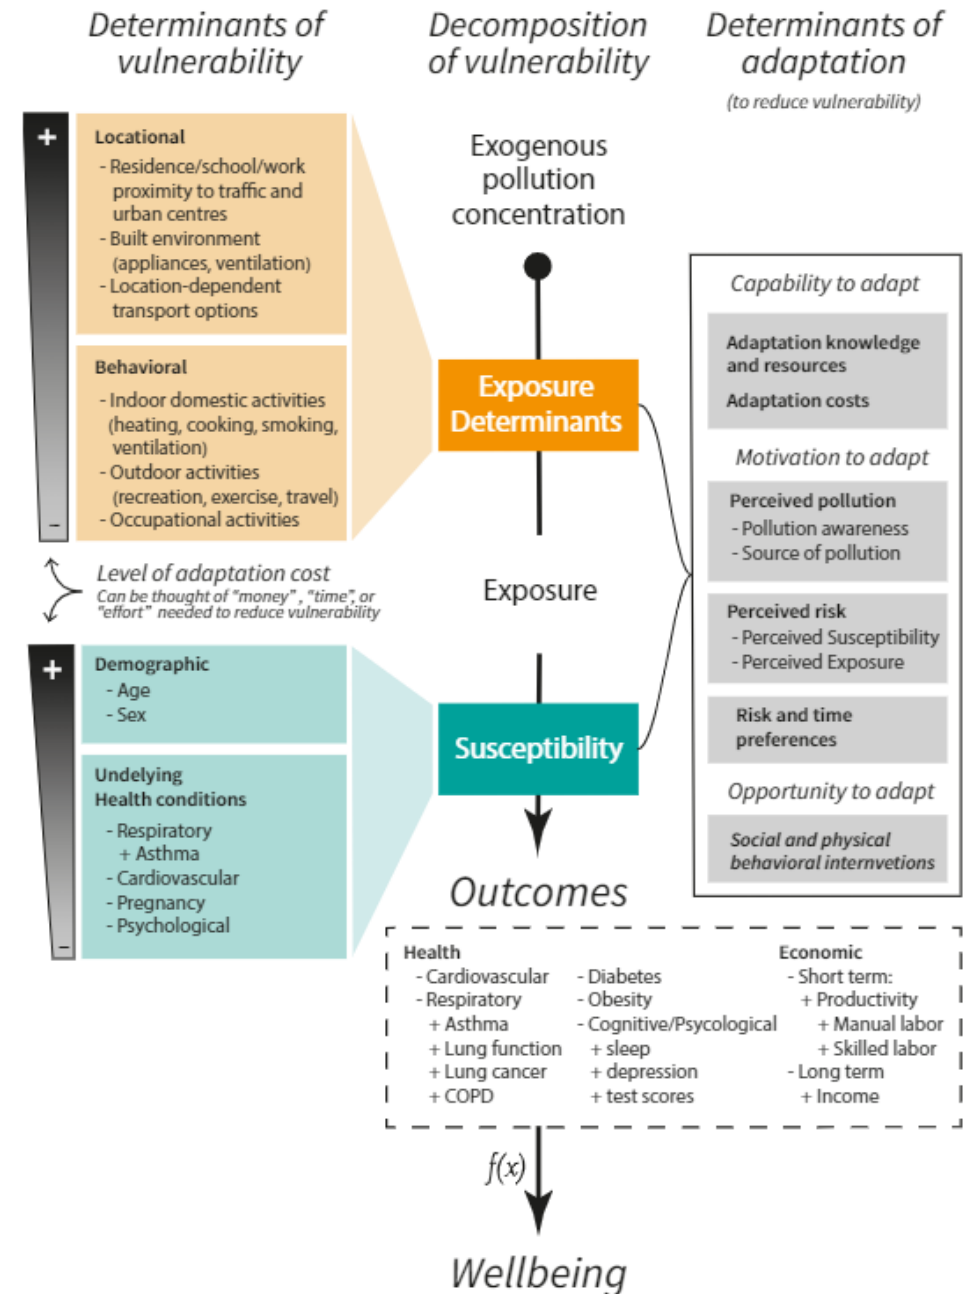 Determinants of
vulnerability
Decomposition
of vulnerability
Determinants of
adaptation
(to reduce vulnerability)
+
Locational
- Residence/school/work
proximity to traffic and
urban centres
- Built environment
(appliances, ventilation)
- Location-dependent
transport options
Behavioral
- Indoor domestic activities
(heating, cooking, smoking,
ventilation)
- Outdoor activities
(recreation, exercise, travel)
- Occupational activities
–
Level of adaptation cost
Can be thought of “money” , “time”, or
“effort” needed to reduce vulnerability
+
Demographic
- Age
- Sex
Undelying
Health conditions
- Respiratory
+ Asthma
- Cardiovascular
- Pregnancy
- Psychological
–
Exogenous
pollution
concentration
Exposure
Determinants
Exposure
Susceptibility
Capability to adapt
Adaptation knowledge
and resources
Adaptation costs
Motivation to adapt
Perceived pollution
- Pollution awareness
- Source of pollution
Perceived risk
- Perceived Susceptibility
- Perceived Exposure
Risk and time
preferences
Opportunity to adapt
Social and physical
behavioral internvetions
Outcomes
Health
- Cardiovascular
- Respiratory
+ Asthma
+ Lung function
+ Lung cancer
+ COPD
- Diabetes
- Obesity
- Cognitive/Psycological
+ sleep
+ depression
+ test scores
Economic
- Short term:
+ Productivity
+ Manual labor
+ Skilled labor
- Long term
+ Income
f(x)
Wellbeing